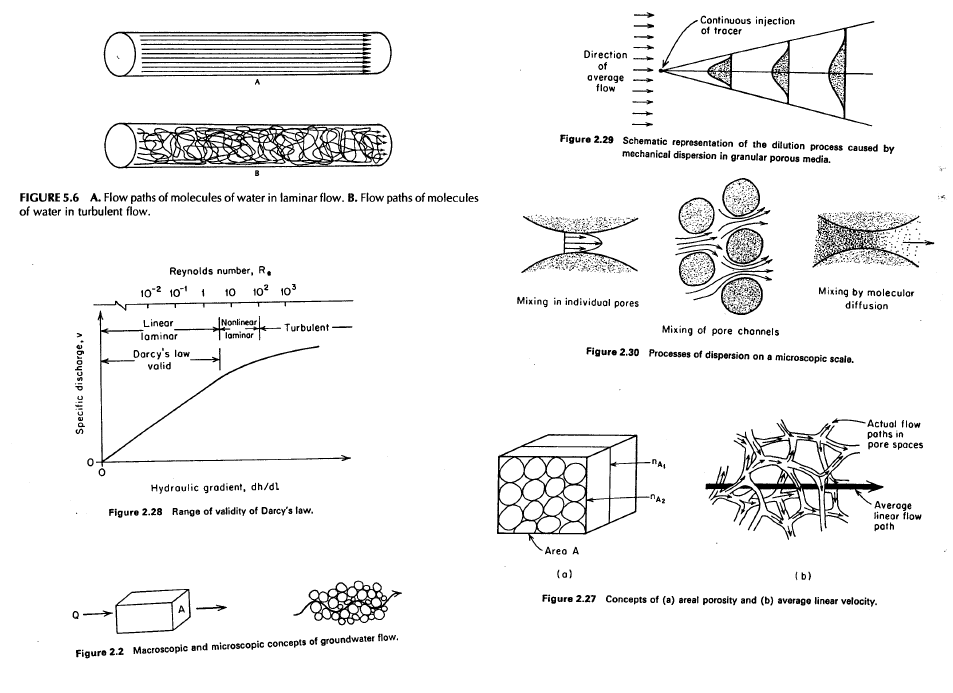 A
B
FIGURE 5.6 A. Flow paths of molecules of water in laminar flow. B. Flow paths of molecules
of water in turbulent flow.
Reynolds number, Re
10-2 10-1 1 10 102 103
Linear
laminar
Nonlinear
laminar
Turbulent
Darcy's law
valid
Specific discharge, v
0
0
Hydraulic gradient, dh/dl
Figure 2.28 Range of validity of Darcy's law.
Q
A
Figure 2.2 Macroscopic and microscopic concepts of groundwater flow.
Continuous injection
of tracer
Direction
of
average
flow
Figure 2.29 Schematic representation of the dilution process caused by
mechanical dispersion in granular porous media.
Mixing in individual pores
Mixing of pore channels
Mixing by molecular
diffusion
Figure 2.30 Processes of dispersion on a microscopic scale.
nA1
nA2
Area A
(a)
Actual flow
paths in
pore spaces
Average
linear flow
path
(b)
Figure 2.27 Concepts of (a) areal porosity and (b) average linear velocity.